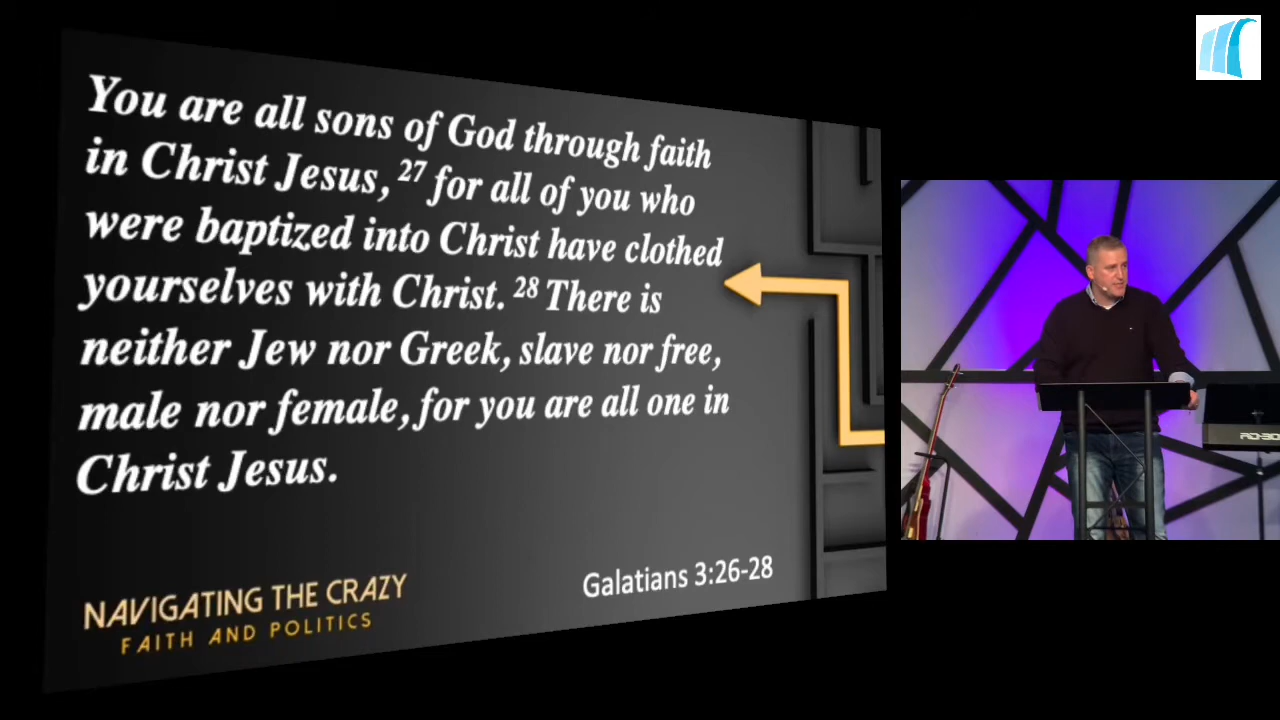 You are all sons of God through faith
in Christ Jesus, 27 for all of you who
were baptized into Christ have clothed
yourselves with Christ. 28 There is
neither Jew nor Greek, slave nor free,
male nor female, for you are all one in
Christ Jesus.
Galatians 3:26-28
NAVIGATING THE CRAZY
FAITH AND POLITICS